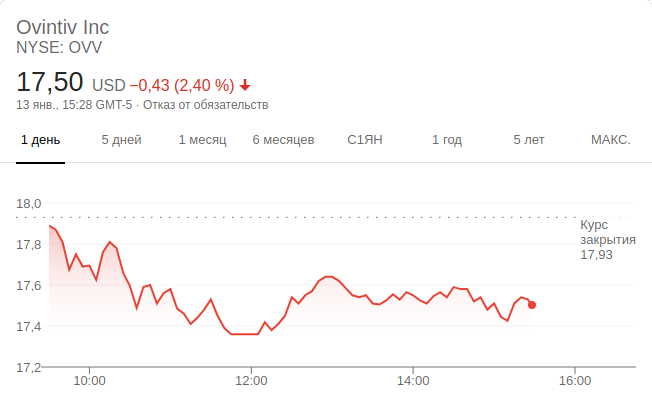 Ovintiv Inc
NYSE: OVV
17,50 USD −0,43 (2,40 %)
13 янв., 15:28 GMT-5 · Отказ от обязательств
1 день 5 дней 1 месяц 6 месяцев С1ЯН 1 год 5 лет МАКС.
18,0
17,8
17,6
17,4
17,2
Курс
закрытия
17,93
10:00 12:00 14:00 16:00